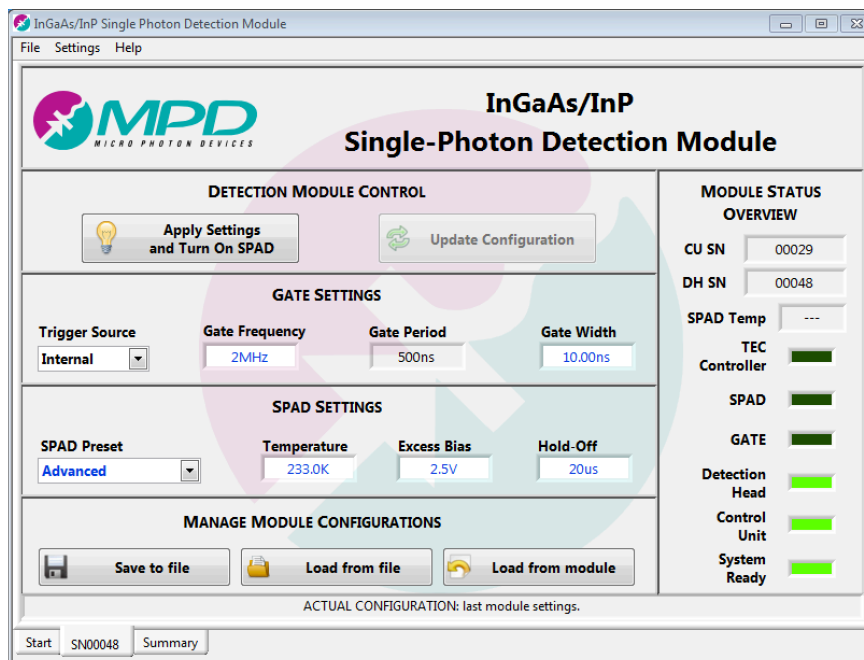 InGaAs/InP Single Photon Detection Module
File Settings Help
MPD
MICRO PHOTON DEVICES
InGaAs/InP
Single-Photon Detection Module
DETECTION MODULE CONTROL
Apply Settings
and Turn On SPAD
Update Configuration
GATE SETTINGS
Trigger Source Gate Frequency Gate Period Gate Width
Internal 2MHz 500ns 10.00ns
SPAD SETTINGS
SPAD Preset Temperature Excess Bias Hold-Off
Advanced 233.0K 2.5V 20us
MANAGE MODULE CONFIGURATIONS
Save to file Load from file Load from module
MODULE STATUS
OVERVIEW
CU SN 00029
DH SN 00048
SPAD Temp ---
TEC
Controller
SPAD
GATE
Detection
Head
Control
Unit
System
Ready
ACTUAL CONFIGURATION: last module settings.
Start SN00048 Summary